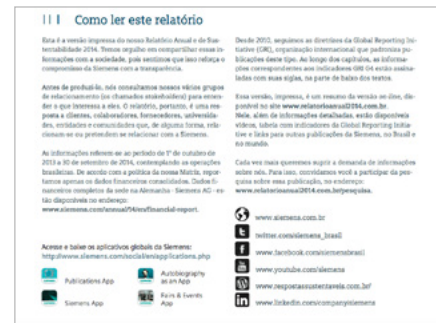 Como ler este relatório
Esta é a versão impressa do nosso Relatório Anual e de Sus-
tentabilidade 2014. Temos orgulho em compartilhar essas in-
formações com a sociedade, pois sentimos que isso reforça o
compromisso da Siemens com a transparência.
Antes de produzi-lo, nós consultamos nossos vários grupos
de relacionamento (os chamados stakeholders) para enten-
der o que interessa a eles. O relatório, portanto, é uma res-
posta a clientes, colaboradores, fornecedores, universida-
des, entidades e comunidades que, de alguma forma, rela-
cionam-se ou pretendem se relacionar com a Siemens.
As informações referem-se ao período de 1º de outubro de
2013 a 30 de setembro de 2014, contemplando as operações
brasileiras. De acordo com a política da nossa Matriz, repor-
tamos apenas os dados financeiros consolidados. Dados fi-
nanceiros completos da sede na Alemanha - Siemens AG - es-
tão disponíveis no endereço:
www.siemens.com/annual/14/en/financial-report.
Acesse e baixe os aplicativos globais da Siemens:
http://www.siemens.com/social/en/applications.php
Publications App
Autobiography
as an App
Siemens App
Fairs & Events
App
Desde 2013, seguimos as diretrizes da Global Reporting Ini-
tiative (GRI), organização internacional que padroniza pu-
blicações deste tipo. Ao longo dos capítulos, as informa-
ções correspondentes aos indicadores GRI G4 estão assina-
ladas com suas siglas, na parte de baixo dos textos.
Essa versão, impressa, é um resumo da versão on-line, dis-
ponível no site www.relatorioanual2014.com.br.
Nele, além de informações detalhadas, estão disponíveis
vídeos, tabela com indicadores da Global Reporting Initia-
tive e links para outras publicações da Siemens, no Brasil e
no mundo.
Cada vez mais queremos suprir a demanda de informações
sobre nós. Para isso, convidamos você a participar da pes-
quisa sobre essa publicação, no endereço:
www.relatorioanual2014.com.br/pesquisa.
www.siemens.com.br
twitter.com/siemens_brasil
www.facebook.com/siemensbrasil
www.youtube.com/siemens
www.respostassustentaveis.com.br/
www.linkedin.com/company/siemens